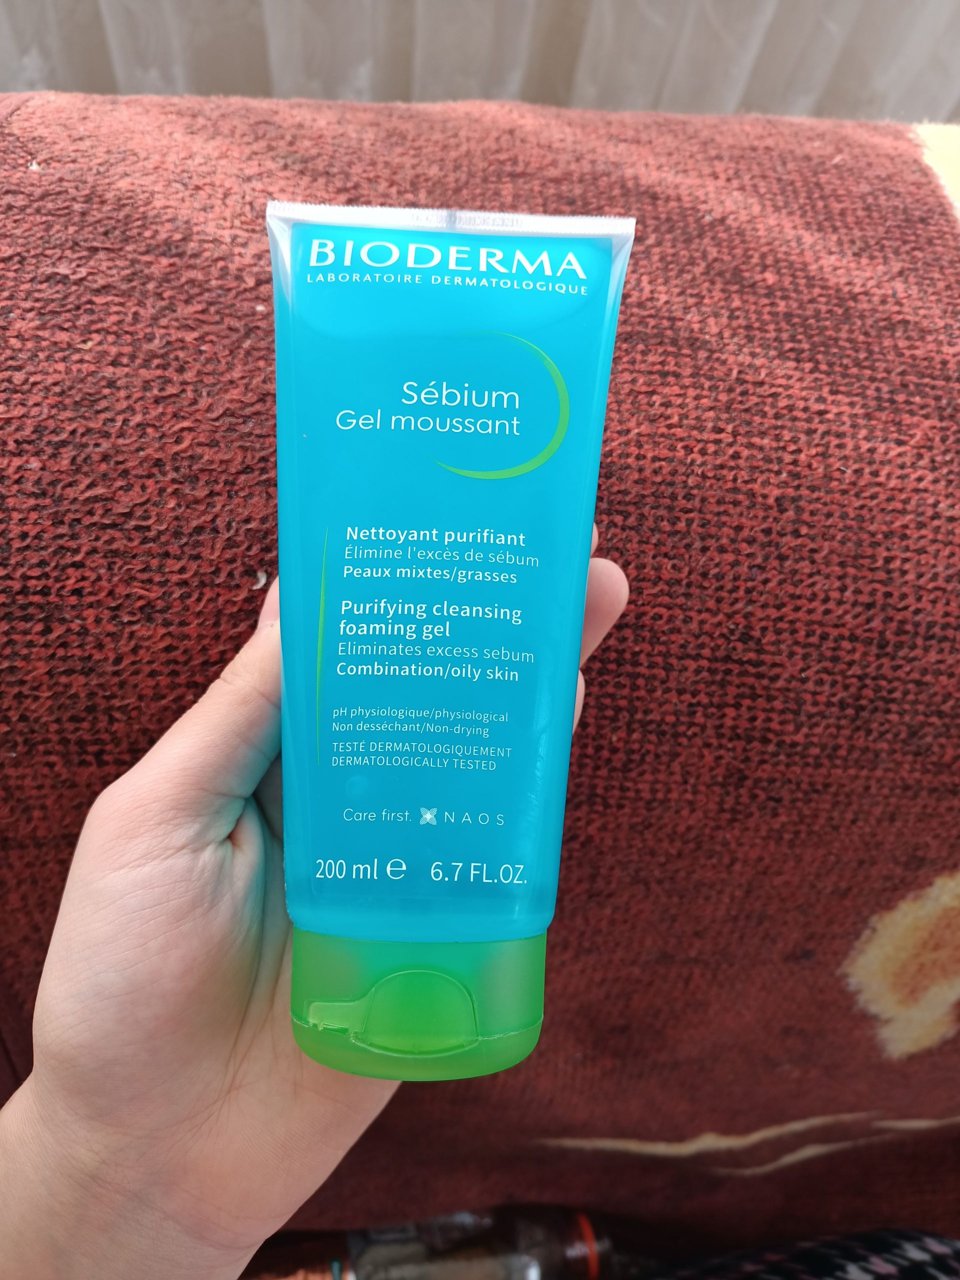 BIODERMA
LABORATOIRE DERMATOLOGIQUE
Sébium
Gel moussant
Nettoyant purifiant
Élimine l'excès de sébum
Peaux mixtes/grasses
Purifying cleansing
foaming gel
Eliminates excess sebum
Combination/oily skin
pH physiologique/physiological
Non desséchant/Non-drying
TESTÉ DERMATOLOGIQUEMENT
DERMATOLOGICALLY TESTED
Care first. NAOS
200 ml ℮ 6.7 FL.OZ.